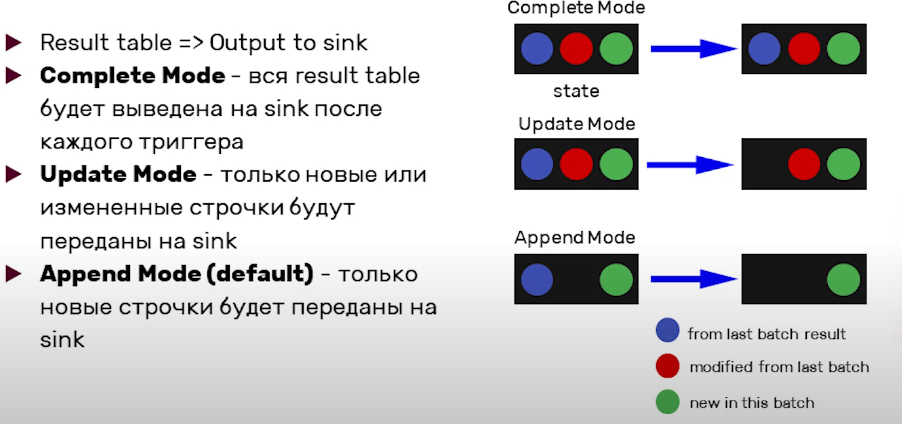 Result table => Output to sink
Complete Mode - вся result table
будет выведена на sink после
каждого триггера
Update Mode - только новые или
измененные строчки будут
переданы на sink
Append Mode (default) - только
новые строчки будет переданы на
sink
Complete Mode
state
Update Mode
Append Mode
from last batch result
modified from last batch
new in this batch